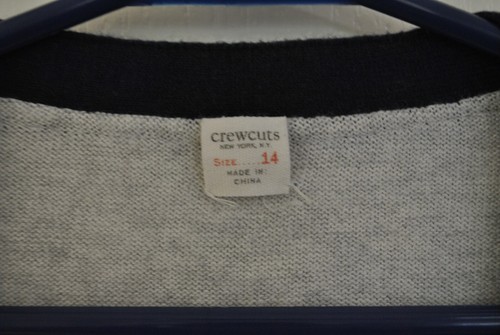 crewcuts
NEW YORK, N.Y.
SIZE.....14
MADE IN:
CHINA